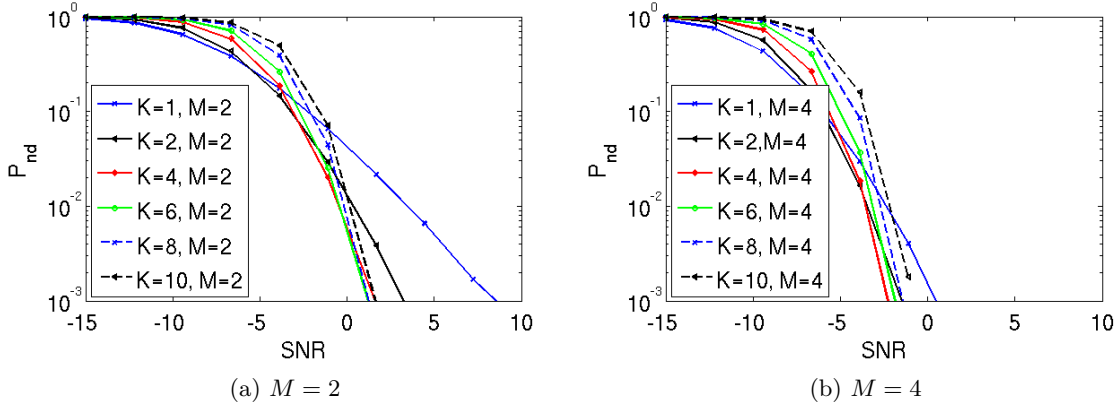 10^0
10^-1
10^-2
10^-3
P_nd
K=1, M=2
K=2, M=2
K=4, M=2
K=6, M=2
K=8, M=2
K=10, M=2
-15 -10 -5 0 5 10
SNR
(a) M = 2
10^0
10^-1
10^-2
10^-3
P_nd
K=1, M=4
K=2,M=4
K=4, M=4
K=6, M=4
K=8, M=4
K=10, M=4
-15 -10 -5 0 5 10
SNR
(b) M = 4